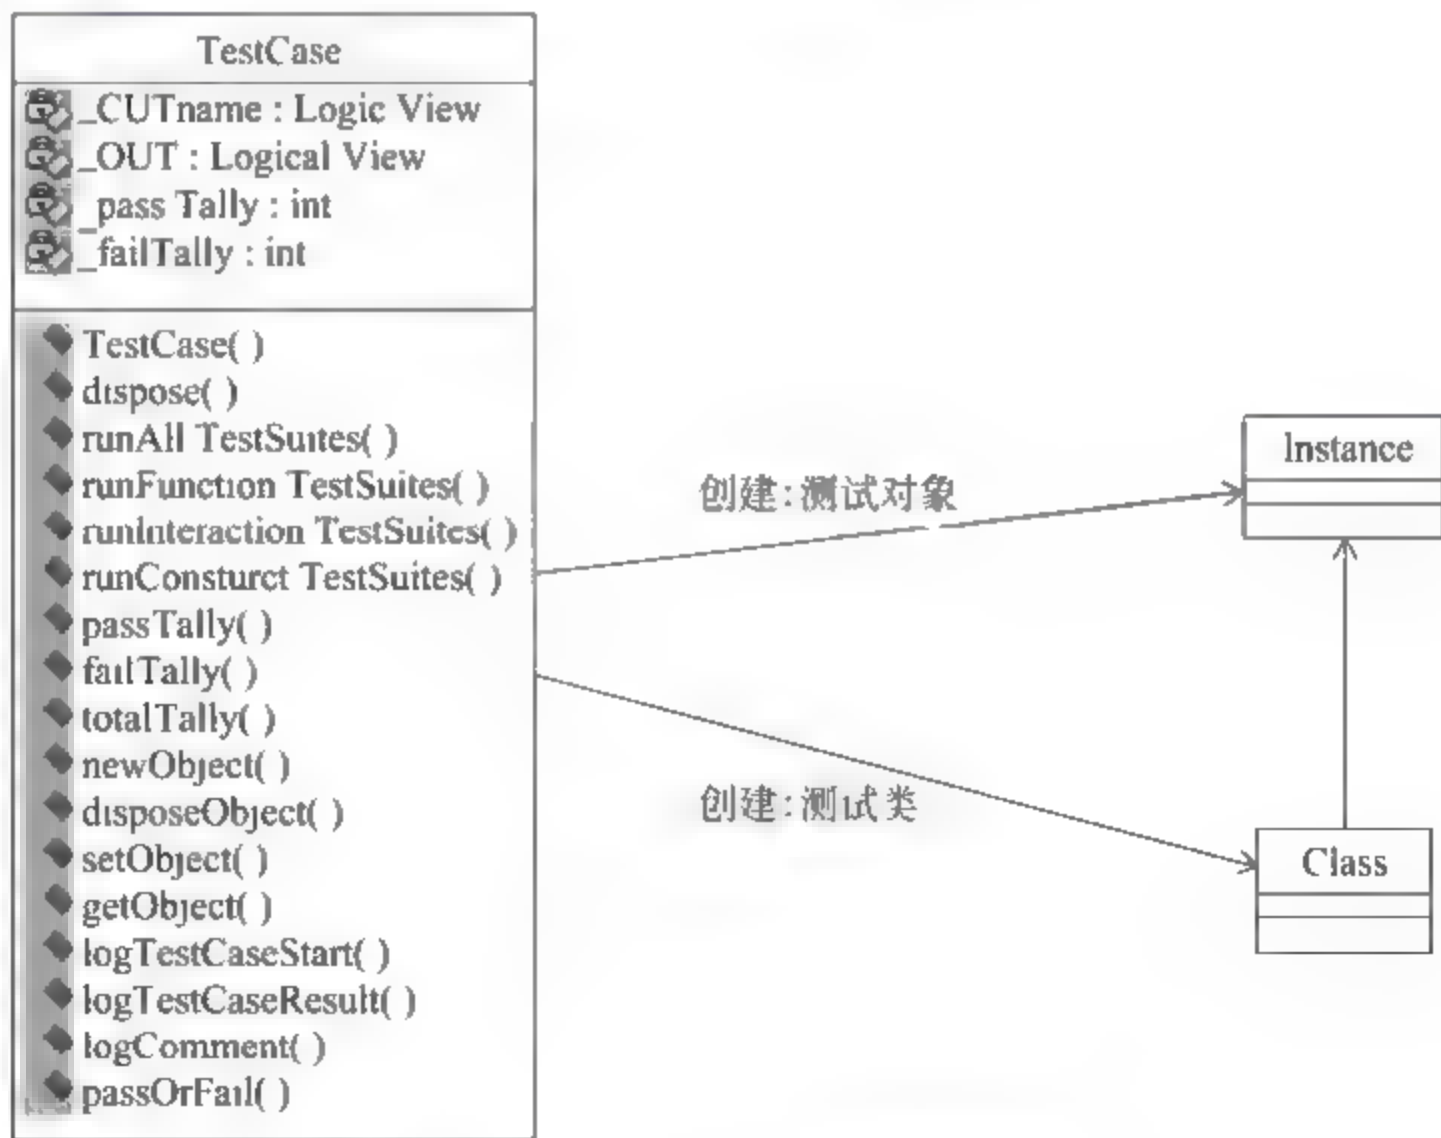 TestCase
_CUTname : Logic View
_OUT : Logical View
_pass Tally : int
_failTally : int
TestCase( )
dispose( )
runAll TestSuites( )
runFunction TestSuites( )
runInteraction TestSuites( )
runConsturct TestSuites( )
passTally( )
failTally( )
totalTally( )
newObject( )
disposeObject( )
setObject( )
getObject( )
logTestCaseStart( )
logTestCaseResult( )
logComment( )
passOrFail( )
创建:测试对象
Instance
创建:测试类
Class